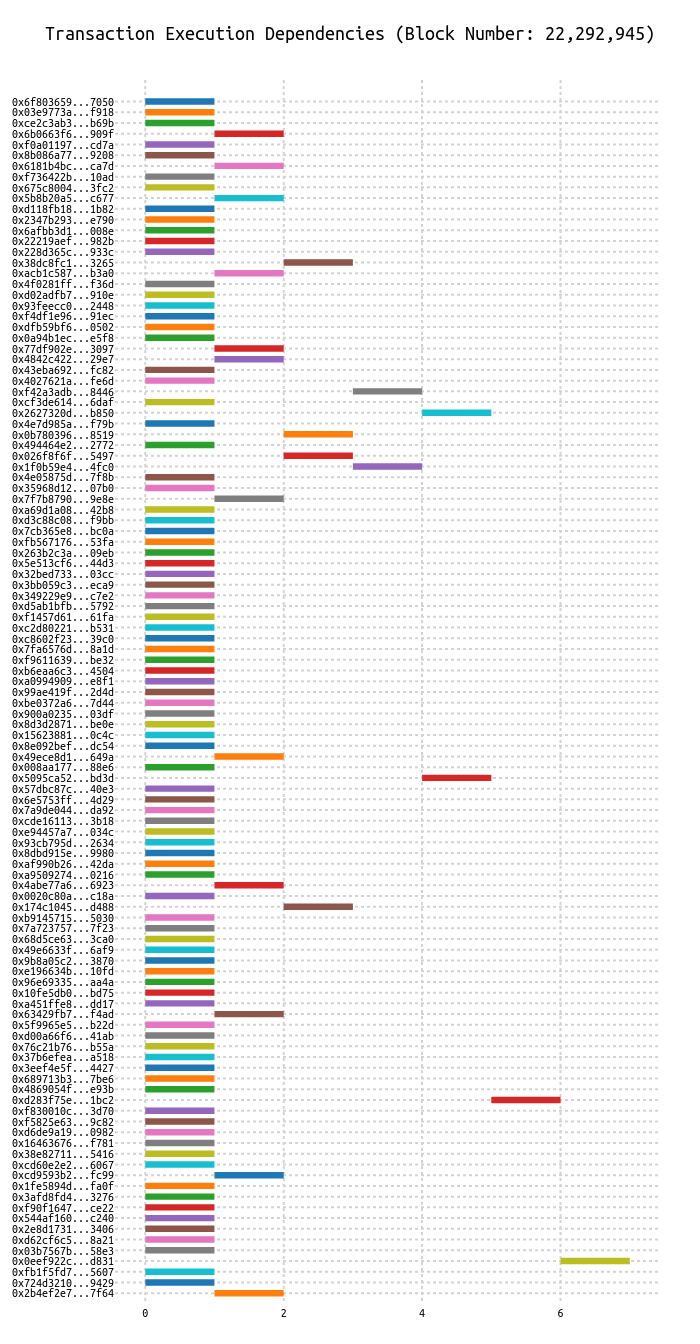 Transaction Execution Dependencies (Block Number: 22,292,945)
0x6f803659...7050
0x03e9773a...f918
0xce2c3ab3...b69b
0x6b0663f6...909f
0xf0a01197...cd7a
0x8b086a77...9208
0x6181b4bc...ca7d
0xf736422b...10ad
0x675c8004...3fc2
0x5b8b20a5...c677
0xd118fb18...1b82
0x2347b293...e790
0x6afbb3d1...008e
0x22219aef...982b
0x228d365c...933c
0x38dc8fc1...3265
0xacb1c587...b3a0
0x4f0281ff...f36d
0xd02adfb7...910e
0x93feecc0...2448
0xf4df1e96...91ec
0xdfb59bf6...0502
0x0a94b1ec...e5f8
0x77df902e...3097
0x4842c422...29e7
0x43eba692...fc82
0x4027621a...fe6d
0xf42a3adb...8446
0xcf3de614...6daf
0x2627320d...b850
0x4e7d985a...f79b
0x0b780396...8519
0x494464e2...2772
0x026f8f6f...5497
0x1f0b59e4...4fc0
0x4e05875d...7f8b
0x35968d12...07b0
0x7f7b8790...9e8e
0xa69d1a08...42b8
0xd3c88c08...f9bb
0x7cb365e8...bc0a
0xfb567176...53fa
0x263b2c3a...09eb
0x5e513cf6...44d3
0x32bed733...03cc
0x3bb059c3...eca9
0x349229e9...c7e2
0xd5ab1bfb...5792
0xf1457d61...61fa
0xc2d80221...b531
0xc8602f23...39c0
0x7fa6576d...8a1d
0xf9611639...be32
0xb6eaa6c3...4504
0xa0994909...e8f1
0x99ae419f...2d4d
0xbe0372a6...7d44
0x900a0235...03df
0x8d3d2871...be0e
0x15623881...0c4c
0x8e092bef...dc54
0x49ece8d1...649a
0x008aa177...88e6
0x5095ca52...bd3d
0x57dbc87c...40e3
0x6e5753ff...4d29
0x7a9de044...da92
0xcde16113...3b18
0xe94457a7...034c
0x93cb795d...2634
0x8dbd915e...9980
0xaf990b26...42da
0xa9509274...0216
0x4abe77a6...6923
0x0020c80a...c18a
0x174c1045...d488
0xb9145715...5030
0x7a723757...7f23
0x68d5ce63...3ca0
0x49e6633f...6af9
0x9b8a05c2...3870
0xe196634b...10fd
0x96e69335...aa4a
0x10fe5db0...bd75
0xa451ffe8...dd17
0x63429fb7...f4ad
0x5f9965e5...b22d
0xd00a66f6...41ab
0x76c21b76...b55a
0x37b6efea...a518
0x3eef4e5f...4427
0x689713b3...7be6
0x4869054f...e93b
0xd283f75e...1bc2
0xf830010c...3d70
0xf5825e63...9c82
0xd6de9a19...0982
0x16463676...f781
0x38e82711...5416
0xcd60e2e2...6067
0xcd9593b2...fc99
0x1fe5894d...fa0f
0x3afd8fd4...3276
0xf90f1647...ce22
0x544af160...c240
0x2e8d1731...3406
0xd62cf6c5...8a21
0x03b7567b...58e3
0x0eef922c...d831
0xfb1f5fd7...5607
0x724d3210...9429
0x2b4ef2e7...7f64
0 2 4 6